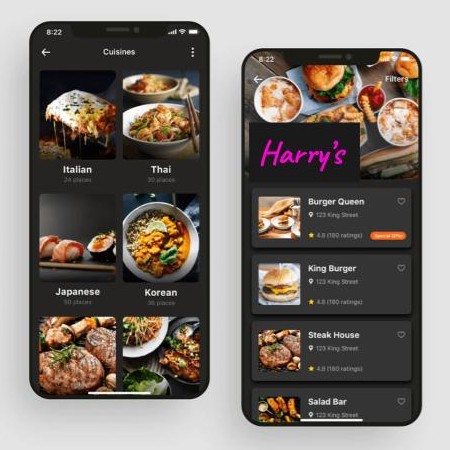 8:22
Cuisines
Italian
24 places
Thai
30 places
Japanese
50 places
Korean
36 places
8:22
Filters
Harry's
Burger Queen
123 King Street
4.8 (180 ratings)
Special Offer
King Burger
123 King Street
4.8 (180 ratings)
Steak House
123 King Street
4.8 (180 ratings)
Salad Bar
123 King Street